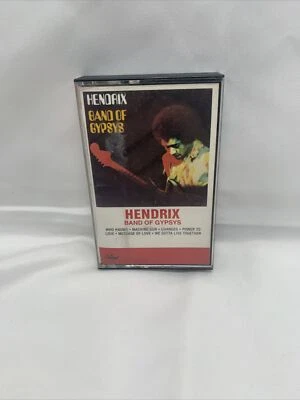 HENDRIX
BAND OF
GYPSYS
HENDRIX
BAND OF GYPSYS
WHO KNOWS • MACHINE GUN • CHANGES • POWER TO
LOVE • MESSAGE OF LOVE • WE GOTTA LIVE TOGETHER